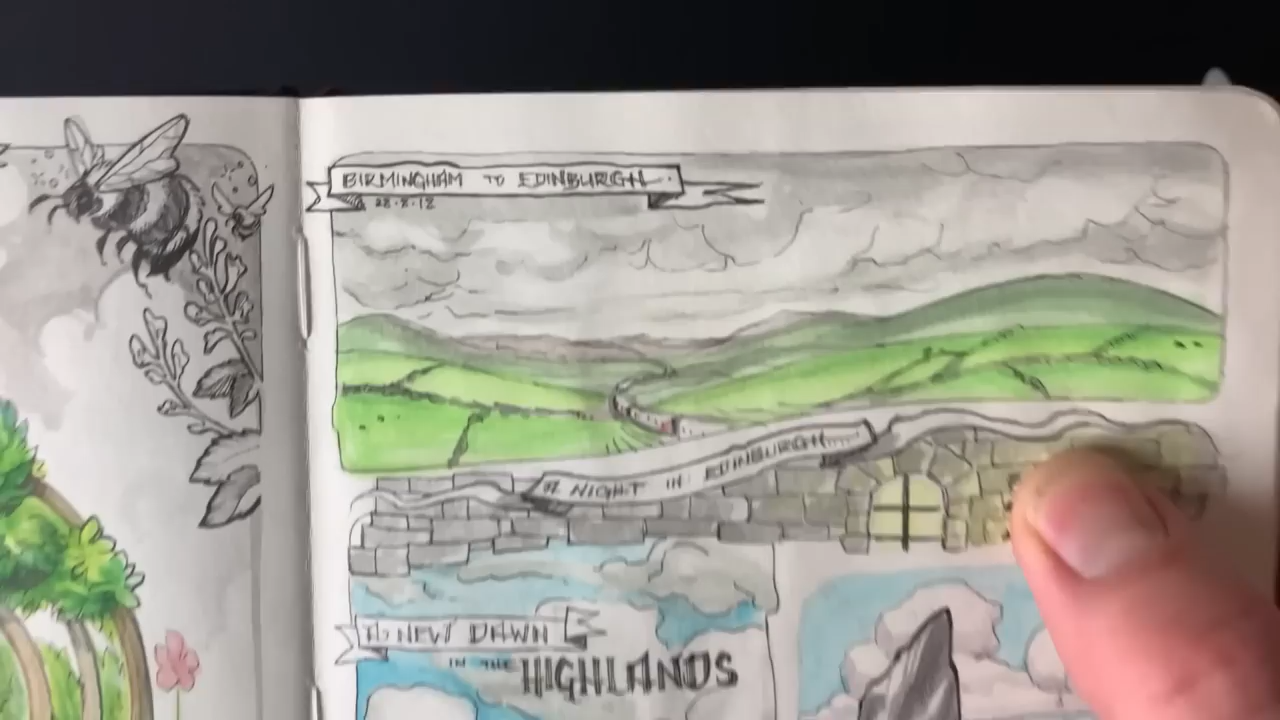 BIRMINGHAM TO EDINBURGH.
28·8·12
A NIGHT IN EDINBURGH....
A NEW DAWN
IN THE HIGHLANDS